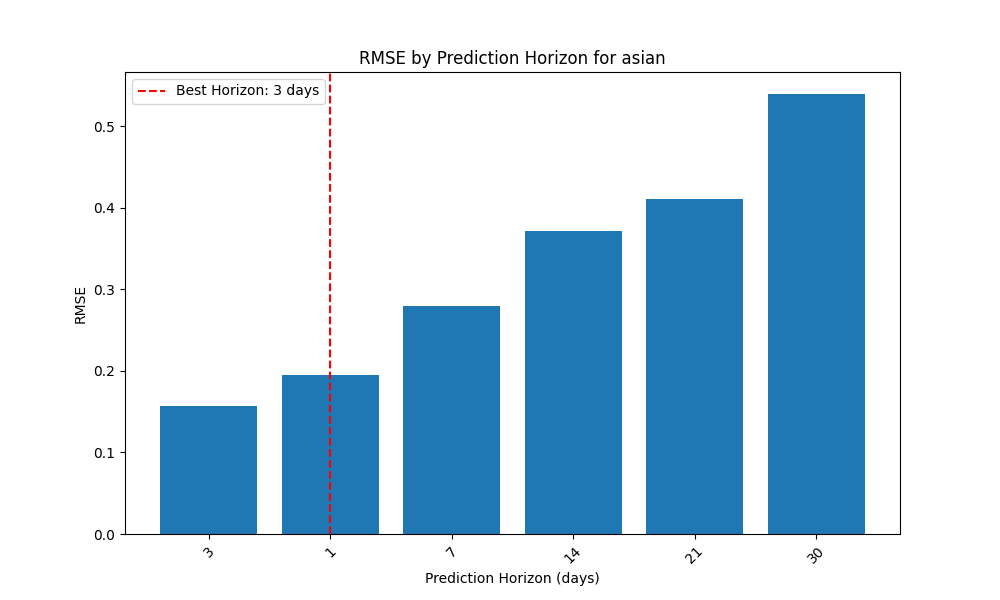 RMSE by Prediction Horizon for asian
Best Horizon: 3 days
0.5
0.4
0.3
0.2
0.1
0.0
RMSE
3 1 7 14 21 30
Prediction Horizon (days)